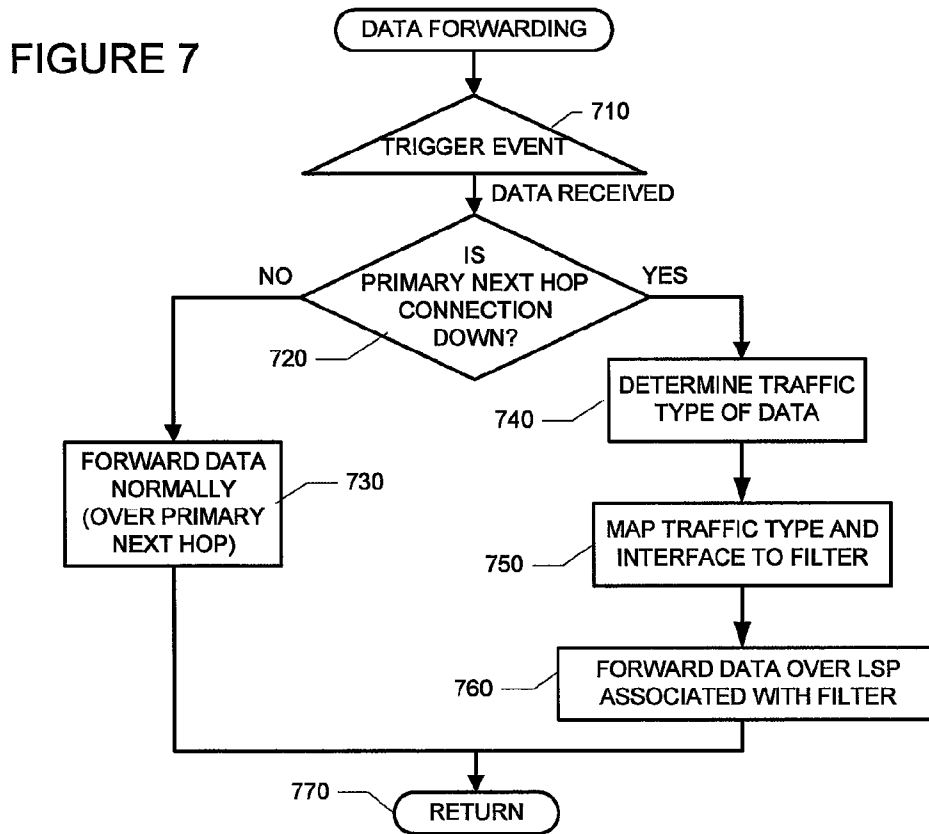 FIGURE 7
DATA FORWARDING
710
TRIGGER EVENT
DATA RECEIVED
IS
PRIMARY NEXT HOP
CONNECTION
DOWN?
NO
YES
720
740
DETERMINE TRAFFIC
TYPE OF DATA
FORWARD DATA
NORMALLY
(OVER PRIMARY
NEXT HOP)
730
750
MAP TRAFFIC TYPE AND
INTERFACE TO FILTER
760
FORWARD DATA OVER LSP
ASSOCIATED WITH FILTER
770
RETURN